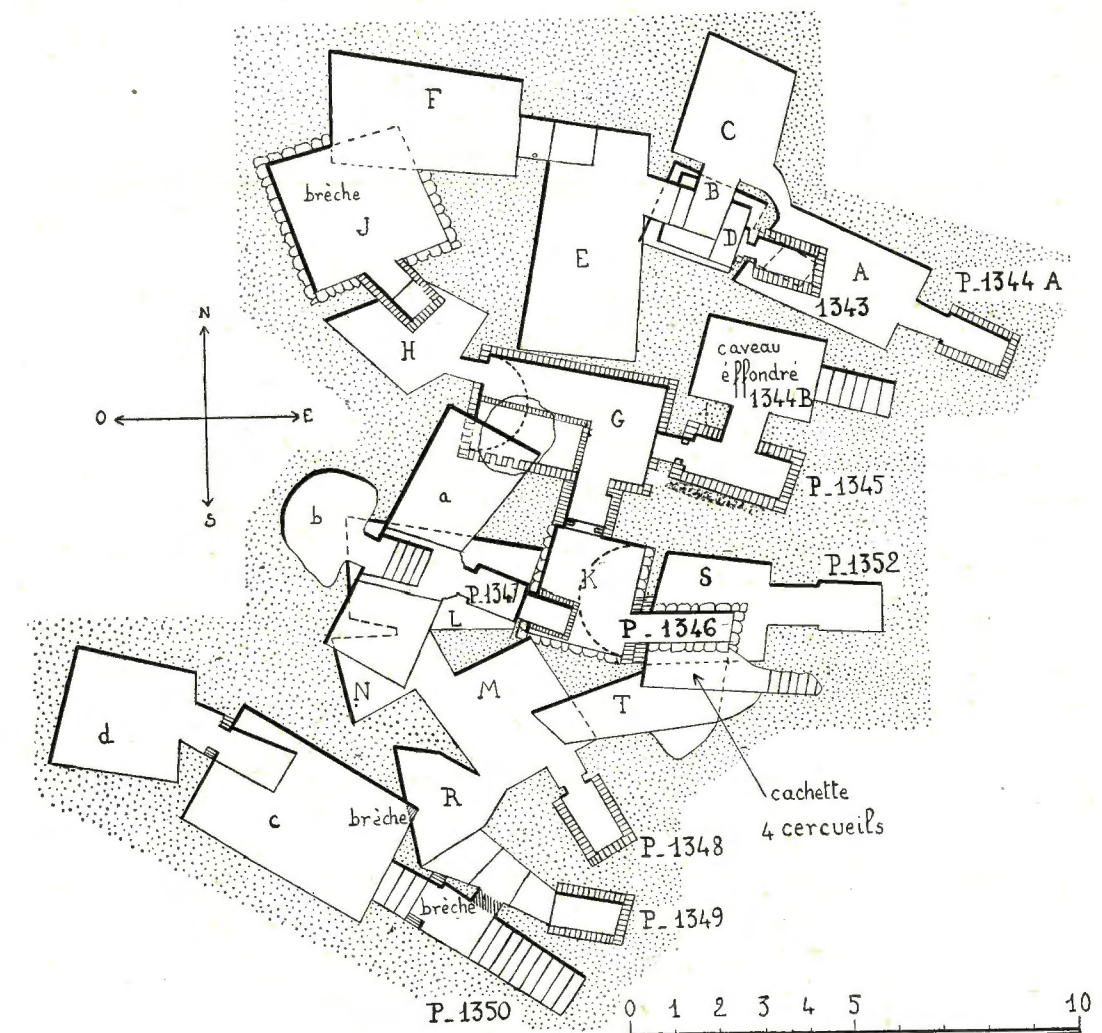 C
F
B
brèche
J
D
E
A
P_1344 A
1343
N
H
caveau
éffondré
1344B
O
E
G
P_1345
S
a
b
P_1352
K
S
P_1347
L
P_1346
N
M
T
d
cachette
4 cercueils
R
c
brèche
P_1348
brèche
P_1349
P_1350
0 1 2 3 4 5 10